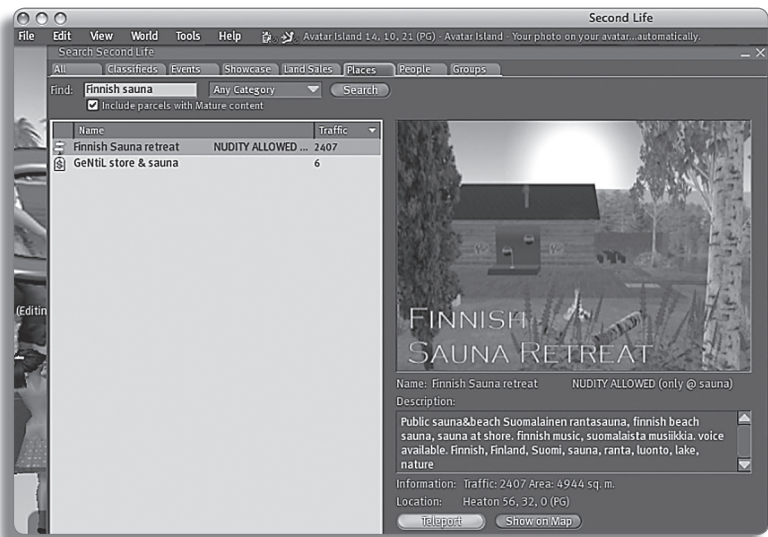 Second Life
File Edit View World Tools Help Avatar Island 14, 10, 21 (PG) - Avatar Island - Your photo on your avatar...automatically.
Search Second Life
All Classifieds Events Showcase Land Sales Places People Groups
Find: Finnish sauna Any Category Search
Include parcels with Mature content
Name Traffic
Finnish Sauna retreat NUDITY ALLOWED ... 2407
GeNtiL store & sauna 6
(Editin
FINNISH
SAUNA RETREAT
Name: Finnish Sauna retreat NUDITY ALLOWED (only @ sauna)
Description:
Public sauna&beach Suomalainen rantasauna, finnish beach
sauna, sauna at shore. finnish music, suomalaista musiikkia. voice
available. Finnish, Finland, Suomi, sauna, ranta, luonto, lake,
nature
Information: Traffic: 2407 Area: 4944 sq. m.
Location: Heaton 56, 32, 0 (PG)
Teleport Show on Map